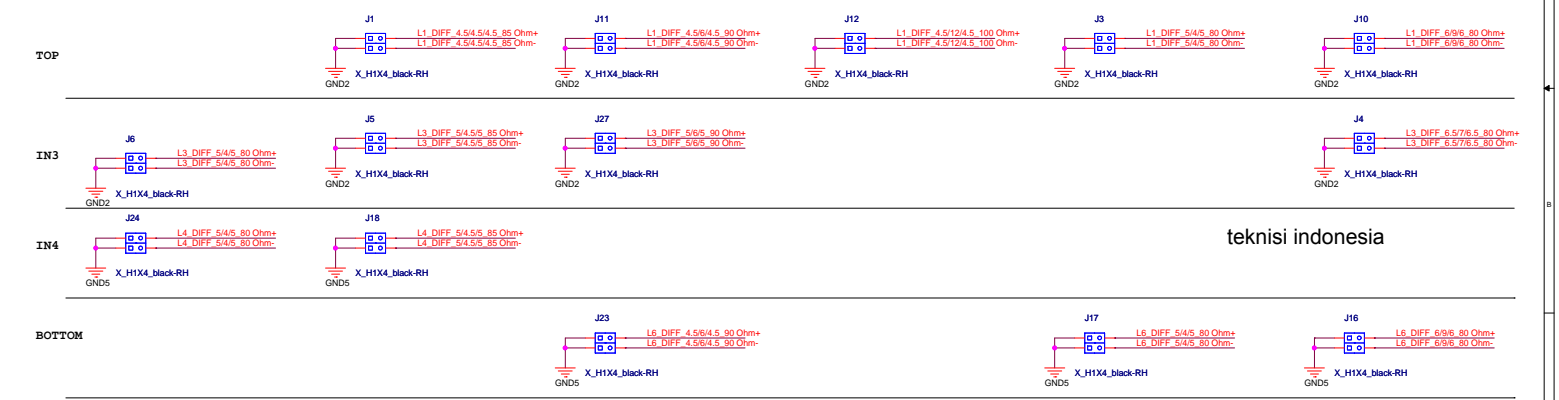 TOP
J1
L1_DIFF_4.5/4.5/4.5_85 Ohm+
L1_DIFF_4.5/4.5/4.5_85 Ohm-
X_H1X4_black-RH
GND2
J11
L1_DIFF_4.5/6/4.5_90 Ohm+
L1_DIFF_4.5/6/4.5_90 Ohm-
X_H1X4_black-RH
GND2
J12
L1_DIFF_4.5/12/4.5_100 Ohm+
L1_DIFF_4.5/12/4.5_100 Ohm-
X_H1X4_black-RH
GND2
J3
L1_DIFF_5/4/5_80 Ohm+
L1_DIFF_5/4/5_80 Ohm-
X_H1X4_black-RH
GND2
J10
L1_DIFF_6/9/6_80 Ohm+
L1_DIFF_6/9/6_80 Ohm-
X_H1X4_black-RH
GND2
IN3
J6
L3_DIFF_5/4/5_80 Ohm+
L3_DIFF_5/4/5_80 Ohm-
X_H1X4_black-RH
GND2
J5
L3_DIFF_5/4.5/5_85 Ohm+
L3_DIFF_5/4.5/5_85 Ohm-
X_H1X4_black-RH
GND2
J27
L3_DIFF_5/6/5_90 Ohm+
L3_DIFF_5/6/5_90 Ohm-
X_H1X4_black-RH
GND2
J4
L3_DIFF_6.5/7/6.5_80 Ohm+
L3_DIFF_6.5/7/6.5_80 Ohm-
X_H1X4_black-RH
GND2
B
IN4
J24
L4_DIFF_5/4/5_80 Ohm+
L4_DIFF_5/4/5_80 Ohm-
X_H1X4_black-RH
GND5
J18
L4_DIFF_5/4.5/5_85 Ohm+
L4_DIFF_5/4.5/5_85 Ohm-
X_H1X4_black-RH
GND5
teknisi indonesia
BOTTOM
J23
L6_DIFF_4.5/6/4.5_90 Ohm+
L6_DIFF_4.5/6/4.5_90 Ohm-
X_H1X4_black-RH
GND5
J17
L6_DIFF_5/4/5_80 Ohm+
L6_DIFF_5/4/5_80 Ohm-
X_H1X4_black-RH
GND5
J16
L6_DIFF_6/9/6_80 Ohm+
L6_DIFF_6/9/6_80 Ohm-
X_H1X4_black-RH
GND5